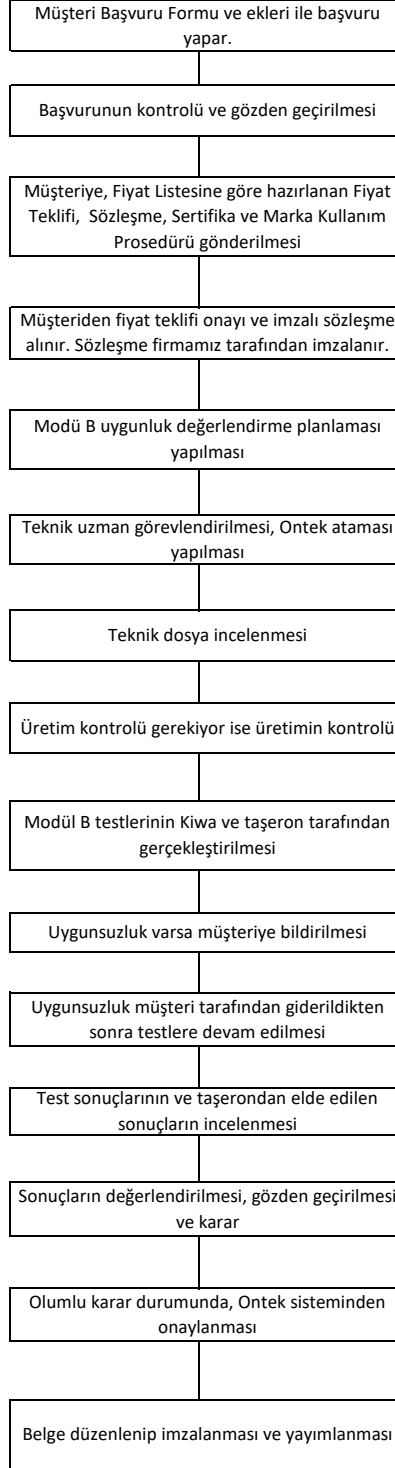 Müşteri Başvuru Formu ve ekleri ile başvuru
yapar.
Başvurunun kontrolü ve gözden geçirilmesi
Müşteriye, Fiyat Listesine göre hazırlanan Fiyat
Teklifi, Sözleşme, Sertifika ve Marka Kullanım
Prosedürü gönderilmesi
Müşteriden fiyat teklifi onayı ve imzalı sözleşme
alınır. Sözleşme firmamız tarafından imzalanır.
Modü B uygunluk değerlendirme planlaması
yapılması
Teknik uzman görevlendirilmesi, Ontek ataması
yapılması
Teknik dosya incelenmesi
Üretim kontrolü gerekiyor ise üretimin kontrolü
Modül B testlerinin Kiwa ve taşeron tarafından
gerçekleştirilmesi
Uygunsuzluk varsa müşteriye bildirilmesi
Uygunsuzluk müşteri tarafından giderildikten
sonra testlere devam edilmesi
Test sonuçlarının ve taşerondan elde edilen
sonuçların incelenmesi
Sonuçların değerlendirilmesi, gözden geçirilmesi
ve karar
Olumlu karar durumunda, Ontek sisteminden
onaylanması
Belge düzenlenip imzalanması ve yayımlanması